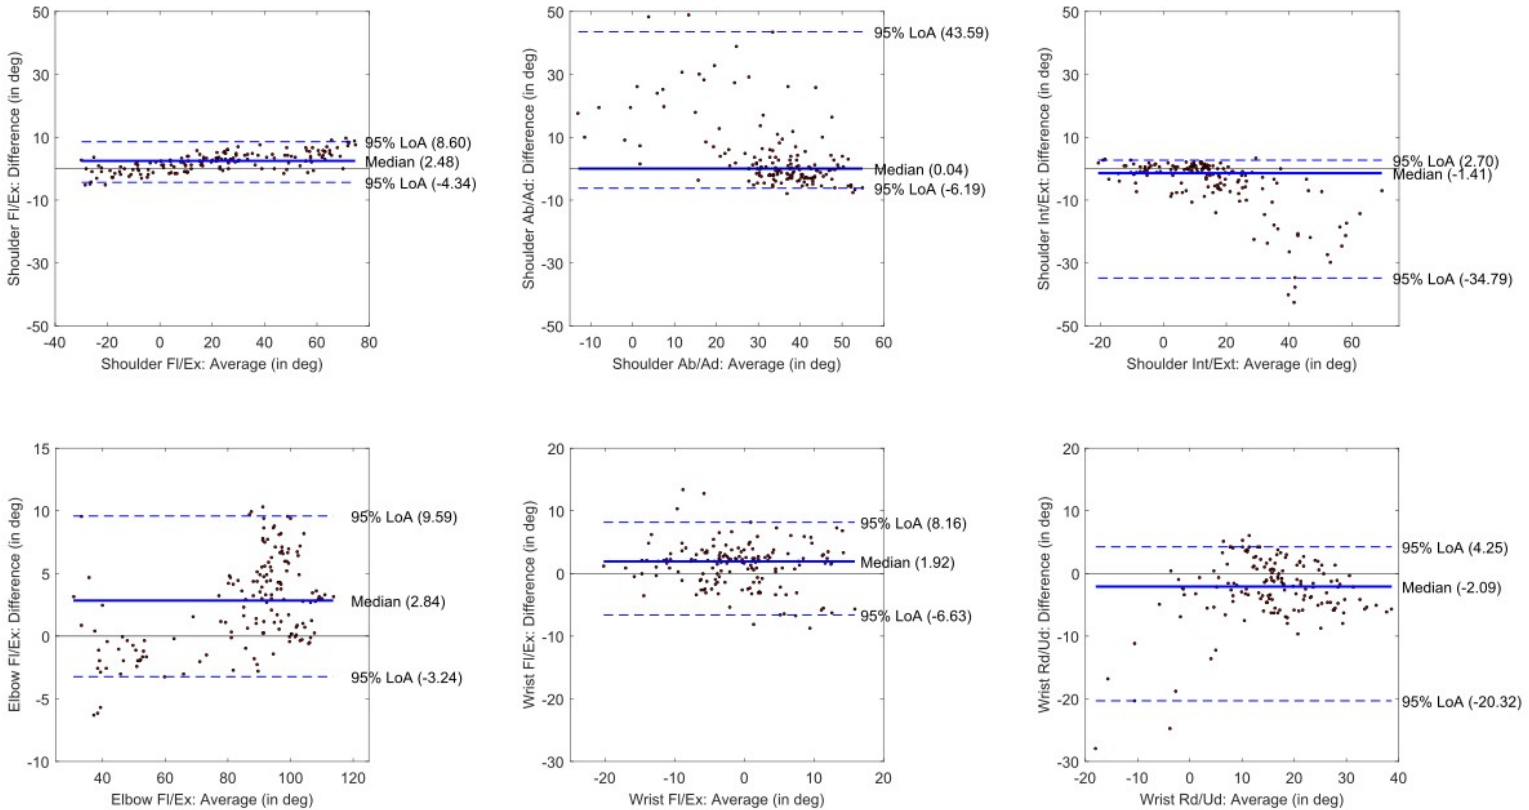 50
30
10
-10
-30
-50
-40 -20 0 20 40 60 80
Shoulder Fl/Ex: Difference (in deg)
Shoulder Fl/Ex: Average (in deg)
95% LoA (8.60)
Median (2.48)
95% LoA (-4.34)
50
30
10
-10
-30
-50
-10 0 10 20 30 40 50 60
Shoulder Ab/Ad: Difference (in deg)
Shoulder Ab/Ad: Average (in deg)
95% LoA (43.59)
Median (0.04)
95% LoA (-6.19)
50
30
10
-10
-30
-50
-20 0 20 40 60
Shoulder Int/Ext: Difference (in deg)
Shoulder Int/Ext: Average (in deg)
95% LoA (2.70)
Median (-1.41)
95% LoA (-34.79)
15
10
5
0
-5
-10
40 60 80 100 120
Elbow Fl/Ex: Difference (in deg)
Elbow Fl/Ex: Average (in deg)
95% LoA (9.59)
Median (2.84)
95% LoA (-3.24)
20
10
0
-10
-20
-30
-20 -10 0 10 20
Wrist Fl/Ex: Difference (in deg)
Wrist Fl/Ex: Average (in deg)
95% LoA (8.16)
Median (1.92)
95% LoA (-6.63)
20
10
0
-10
-20
-30
-20 -10 0 10 20 30 40
Wrist Rd/Ud: Difference (in deg)
Wrist Rd/Ud: Average (in deg)
95% LoA (4.25)
Median (-2.09)
95% LoA (-20.32)